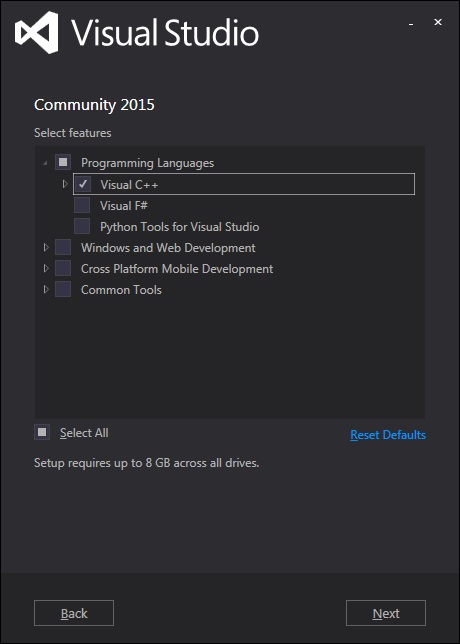 Visual Studio
Community 2015
Select features
Programming Languages
Visual C++
Visual F#
Python Tools for Visual Studio
Windows and Web Development
Cross Platform Mobile Development
Common Tools
Select All
Reset Defaults
Setup requires up to 8 GB across all drives.
Back
Next